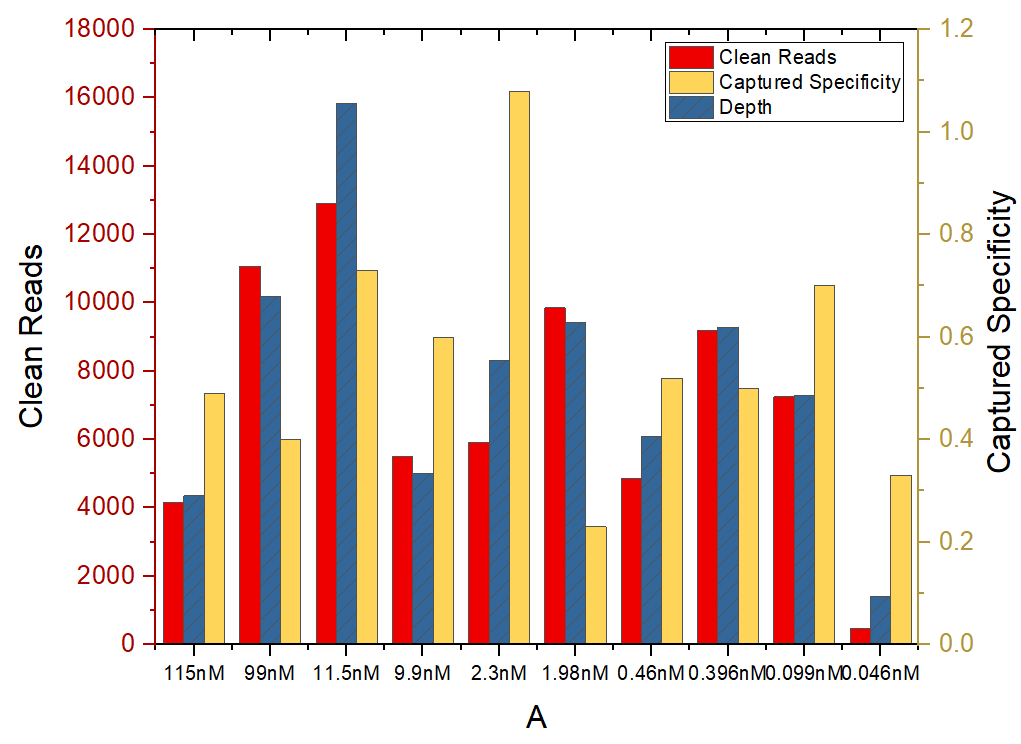 18000
16000
14000
12000
10000
8000
6000
4000
2000
0
Clean Reads
1.2
1.0
0.8
0.6
0.4
0.2
0.0
Captured Specificity
Clean Reads
Captured Specificity
Depth
115nM 99nM 11.5nM 9.9nM 2.3nM 1.98nM 0.46nM 0.396nM 0.099nM 0.046nM
A